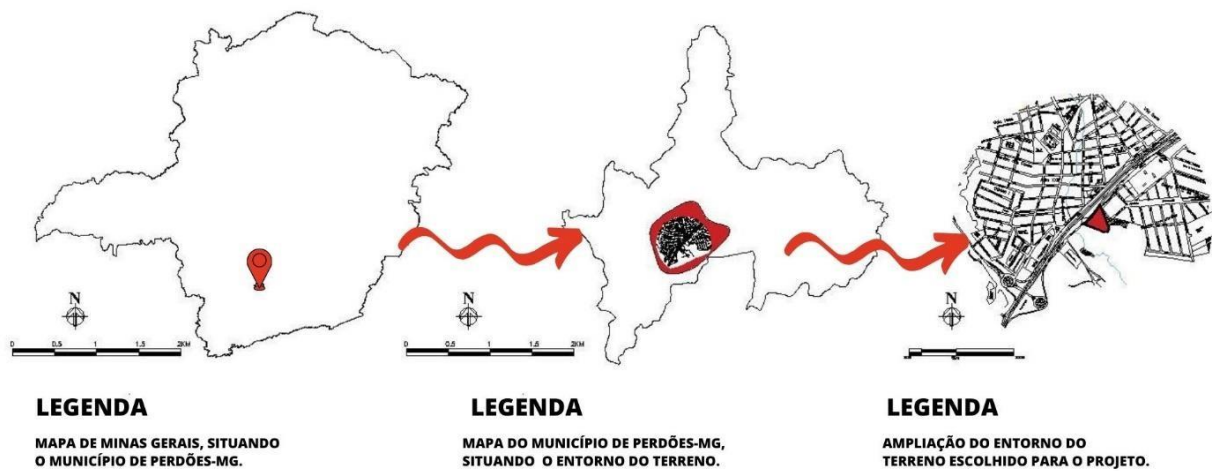 N
0 0.5 1 1.5 2KM
N
0 0.5 1 1.5 2KM
N
LEGENDA
MAPA DE MINAS GERAIS, SITUANDO
O MUNICÍPIO DE PERDÕES-MG.
LEGENDA
MAPA DO MUNICÍPIO DE PERDÕES-MG,
SITUANDO O ENTORNO DO TERRENO.
LEGENDA
AMPLIAÇÃO DO ENTORNO DO
TERRENO ESCOLHIDO PARA O PROJETO.